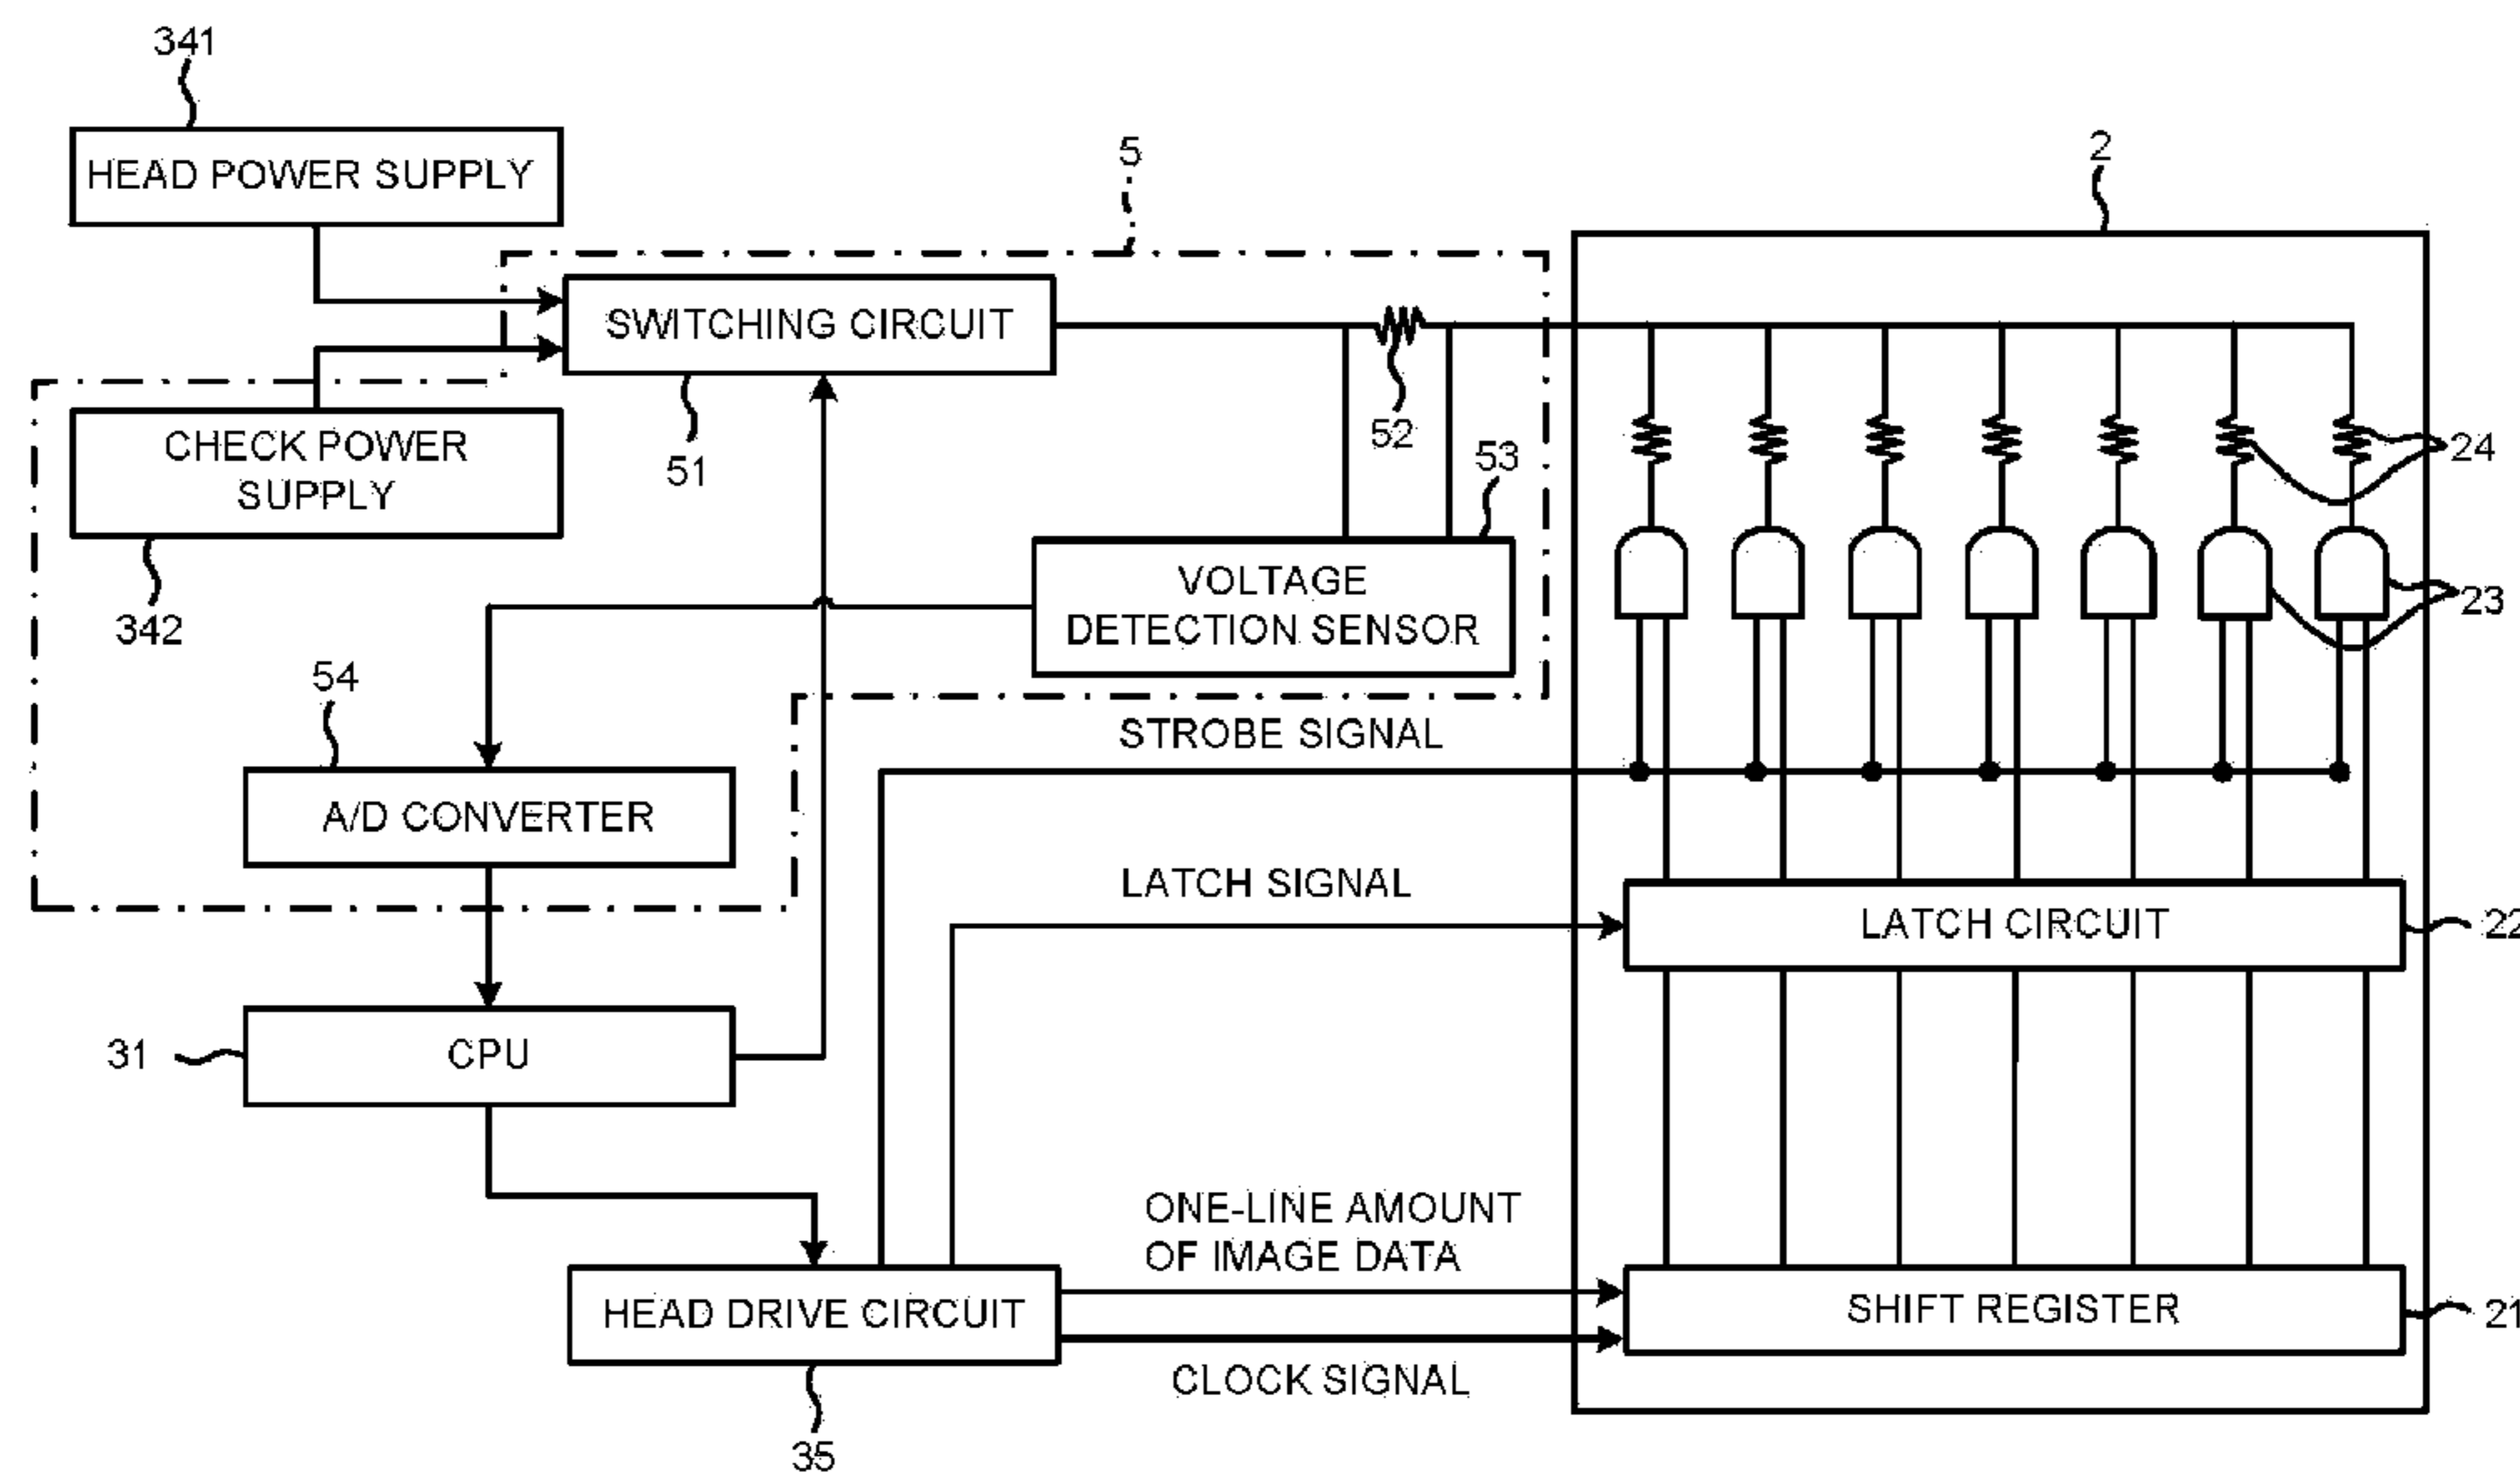 341
HEAD POWER SUPPLY
5
2
SWITCHING CIRCUIT
51
52
CHECK POWER
SUPPLY
342
53
VOLTAGE
DETECTION SENSOR
24
23
54
A/D CONVERTER
STROBE SIGNAL
LATCH SIGNAL
LATCH CIRCUIT
22
31
CPU
ONE-LINE AMOUNT
OF IMAGE DATA
HEAD DRIVE CIRCUIT
SHIFT REGISTER
21
CLOCK SIGNAL
35